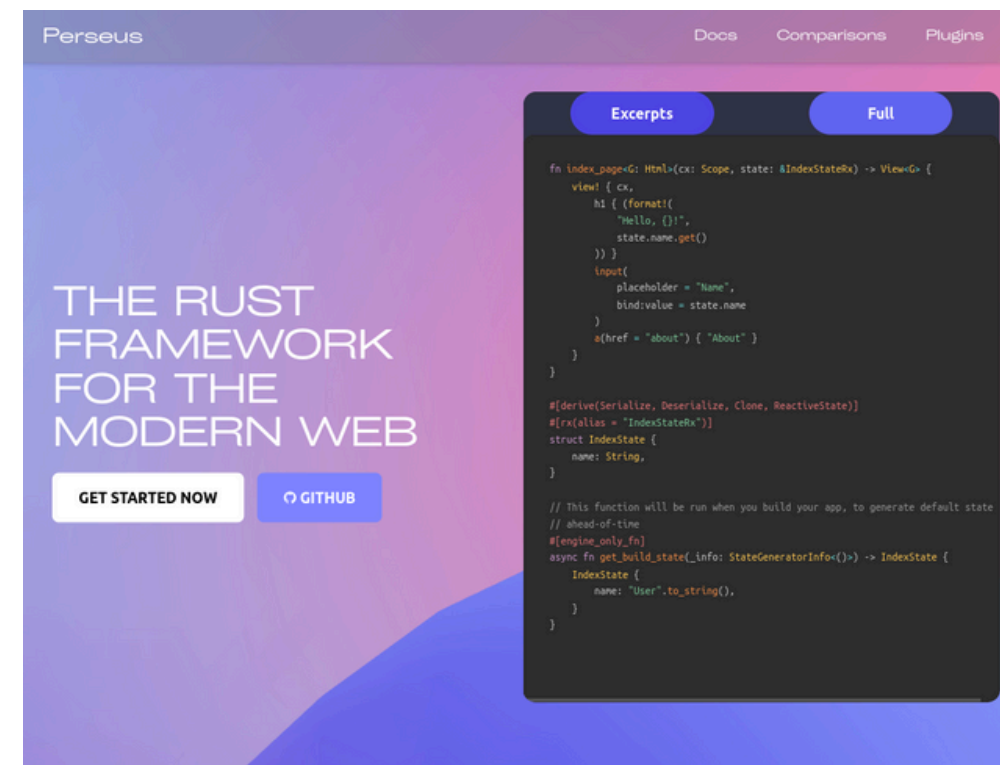 Perseus
Docs Comparisons Plugins
Excerpts Full
fn index_page<G: Html>(cx: Scope, state: &IndexStateRx) -> View<G> {
    view! { cx,
        h1 { (format!(
            "Hello, {}!",
            state.name.get()
        )) }
        input(
            placeholder = "Name",
            bind:value = state.name
        )
        a(href = "about") { "About" }
    }
}
#[derive(Serialize, Deserialize, Clone, ReactiveState)]
#[rx(alias = "IndexStateRx")]
struct IndexState {
    name: String,
}
// This function will be run when you build your app, to generate default state
// ahead-of-time
#[engine_only_fn]
async fn get_build_state(_info: StateGeneratorInfo<()>) -> IndexState {
    IndexState {
        name: "User".to_string(),
    }
}
THE RUST
FRAMEWORK
FOR THE
MODERN WEB
GET STARTED NOW
GITHUB